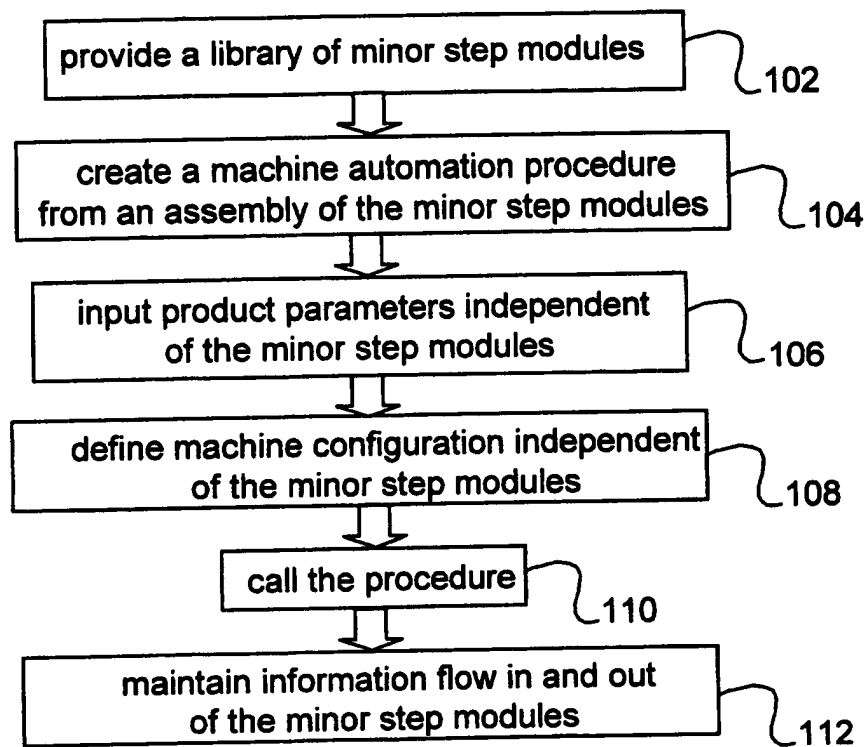 provide a library of minor step modules
102
create a machine automation procedure
from an assembly of the minor step modules
104
input product parameters independent
of the minor step modules
106
define machine configuration independent
of the minor step modules
108
call the procedure
110
maintain information flow in and out
of the minor step modules
112